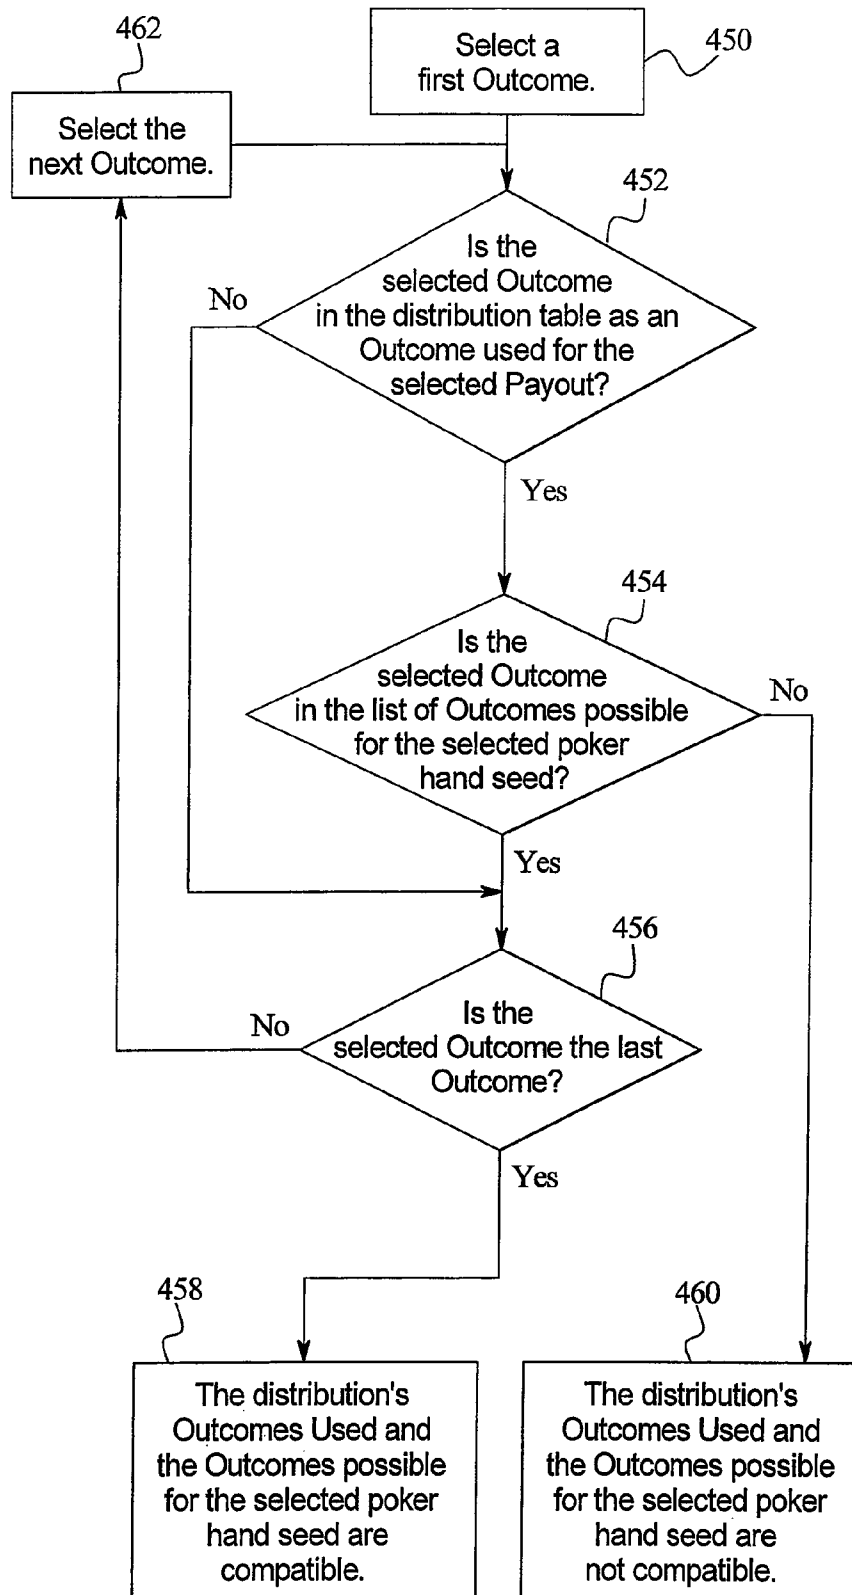 462
Select a
first Outcome.
450
Select the
next Outcome.
452
Is the
selected Outcome
in the distribution table as an
Outcome used for the
selected Payout?
No
Yes
454
Is the
selected Outcome
in the list of Outcomes possible
for the selected poker
hand seed?
No
Yes
456
Is the
selected Outcome the last
Outcome?
No
Yes
458
The distribution's
Outcomes Used and
the Outcomes possible
for the selected poker
hand seed are
compatible.
460
The distribution's
Outcomes Used and
the Outcomes possible
for the selected poker
hand seed are
not compatible.